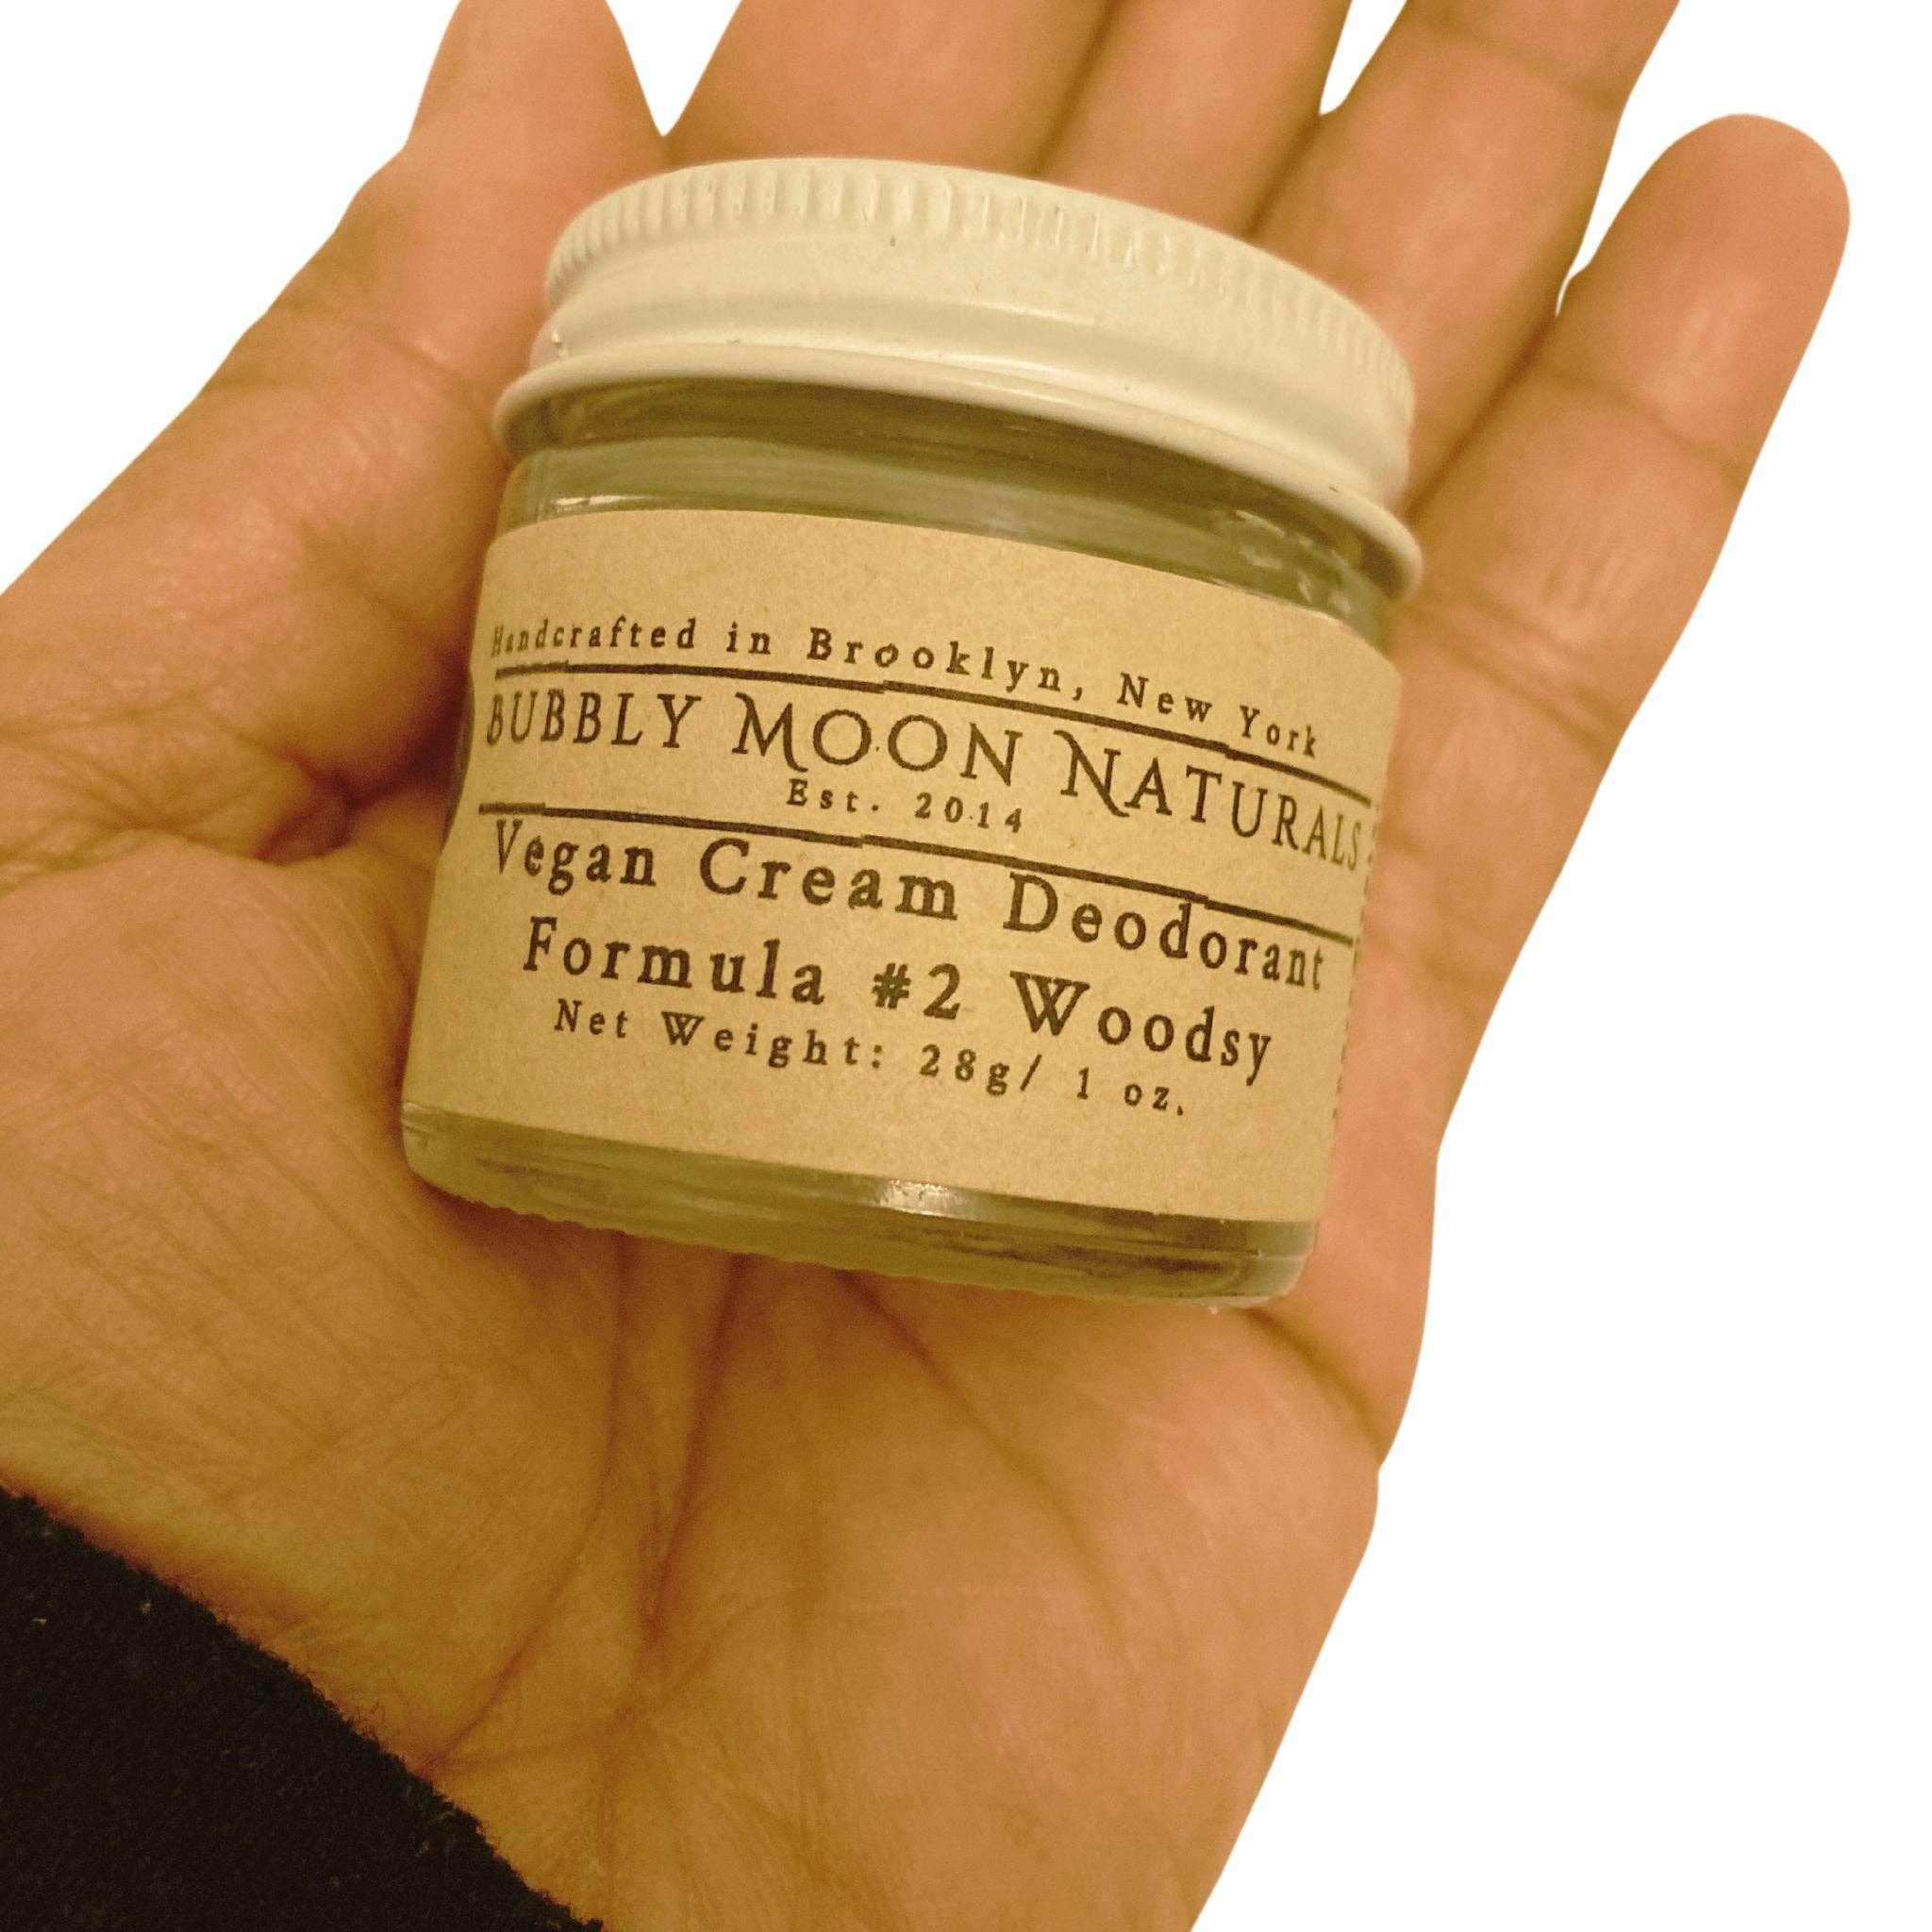 Handcrafted in Brooklyn, New York
BUBBLY MOON NATURALS
Est. 2014
Vegan Cream Deodorant
Formula #2 Woodsy
Net Weight: 28g/ 1 oz.